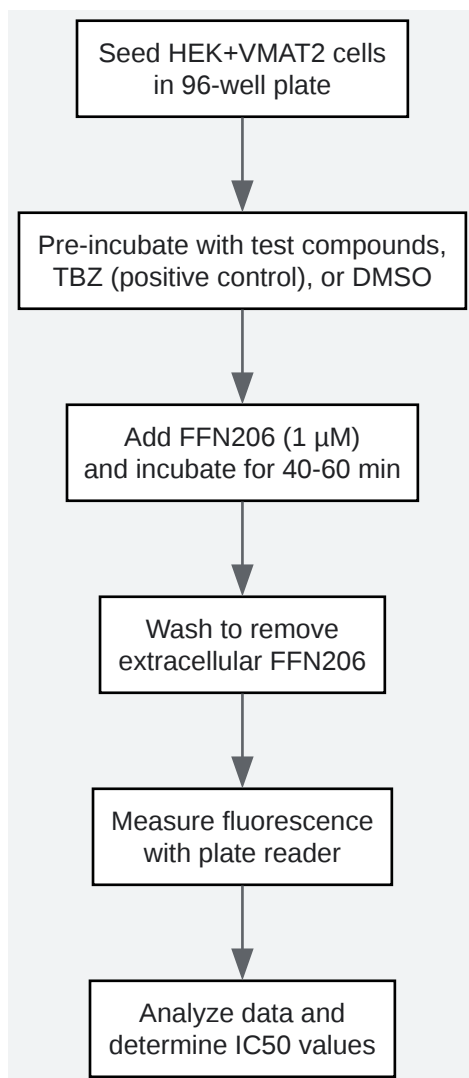 Seed HEK+VMAT2 cells
in 96-well plate
Pre-incubate with test compounds,
TBZ (positive control), or DMSO
Add FFN206 (1 µM)
and incubate for 40-60 min
Wash to remove
extracellular FFN206
Measure fluorescence
with plate reader
Analyze data and
determine IC50 values